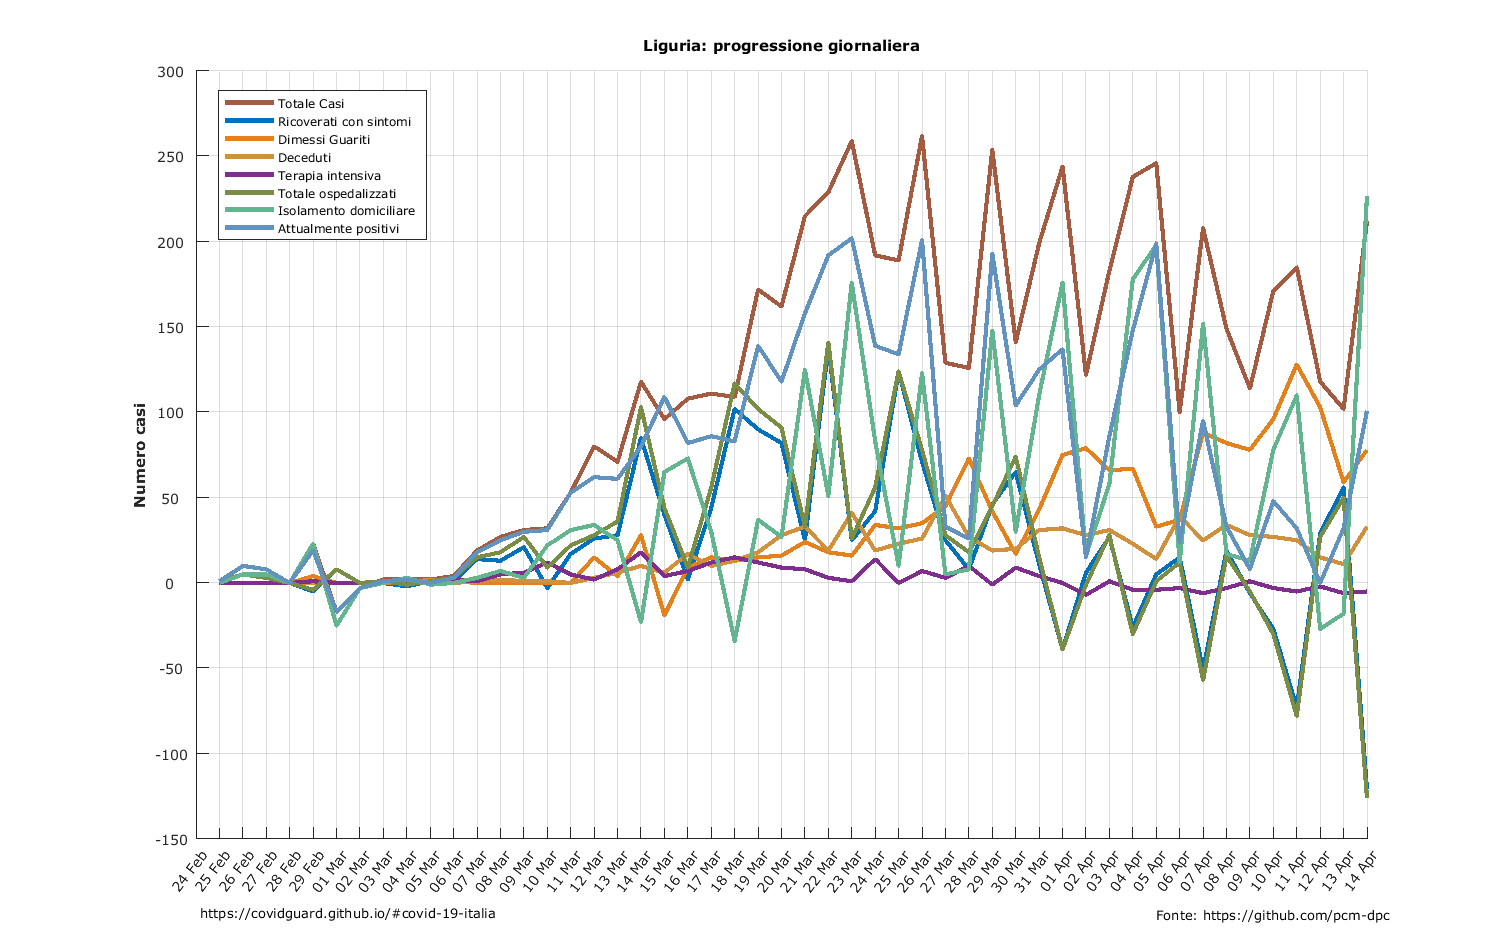 Liguria: progressione giornaliera
300
250
200
150
100
50
0
-50
-100
-150
Numero casi
Totale Casi
Ricoverati con sintomi
Dimessi Guariti
Deceduti
Terapia intensiva
Totale ospedalizzati
Isolamento domiciliare
Attualmente positivi
24 Feb
25 Feb
26 Feb
27 Feb
28 Feb
29 Feb
01 Mar
02 Mar
03 Mar
04 Mar
05 Mar
06 Mar
07 Mar
08 Mar
09 Mar
10 Mar
11 Mar
12 Mar
13 Mar
14 Mar
15 Mar
16 Mar
17 Mar
18 Mar
19 Mar
20 Mar
21 Mar
22 Mar
23 Mar
24 Mar
25 Mar
26 Mar
27 Mar
28 Mar
29 Mar
30 Mar
31 Mar
01 Apr
02 Apr
03 Apr
04 Apr
05 Apr
06 Apr
07 Apr
08 Apr
09 Apr
10 Apr
11 Apr
12 Apr
13 Apr
14 Apr
https://covidguard.github.io/#covid-19-italia
Fonte: https://github.com/pcm-dpc